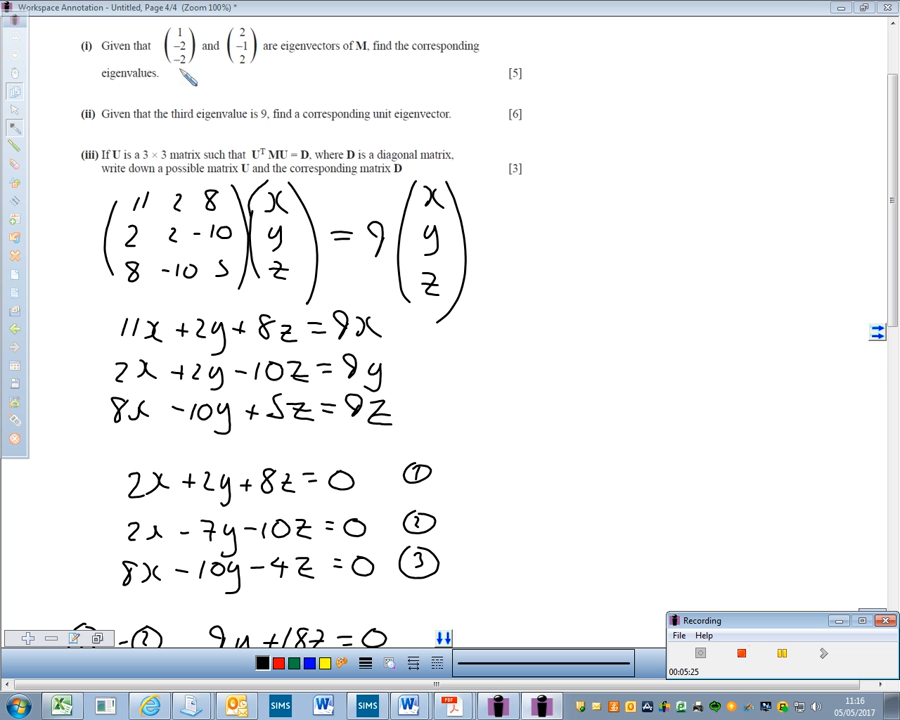 Workspace Annotation - Untitled, Page 4/4 (Zoom 100%) *
(i) Given that (1 −2 −2) and (2 −1 2) are eigenvectors of M, find the corresponding
eigenvalues. [5]
(ii) Given that the third eigenvalue is 9, find a corresponding unit eigenvector. [6]
(iii) If U is a 3 × 3 matrix such that Uᵀ MU = D, where D is a diagonal matrix,
write down a possible matrix U and the corresponding matrix D [3]
( 11 2 8 ) ( x ) ( x )
( 2 2 -10 ) ( y ) = 9 ( y )
( 8 -10 5 ) ( z ) ( z )
11x + 2y + 8z = 9x
2x + 2y - 10z = 9y
8x - 10y + 5z = 9z
2x + 2y + 8z = 0 ①
2x - 7y - 10z = 0 ②
8x - 10y - 4z = 0 ③
- ② 9y + 18z = 0
Recording
File Help
00:05:25
SIMS
SIMS
11:16
05/05/2017